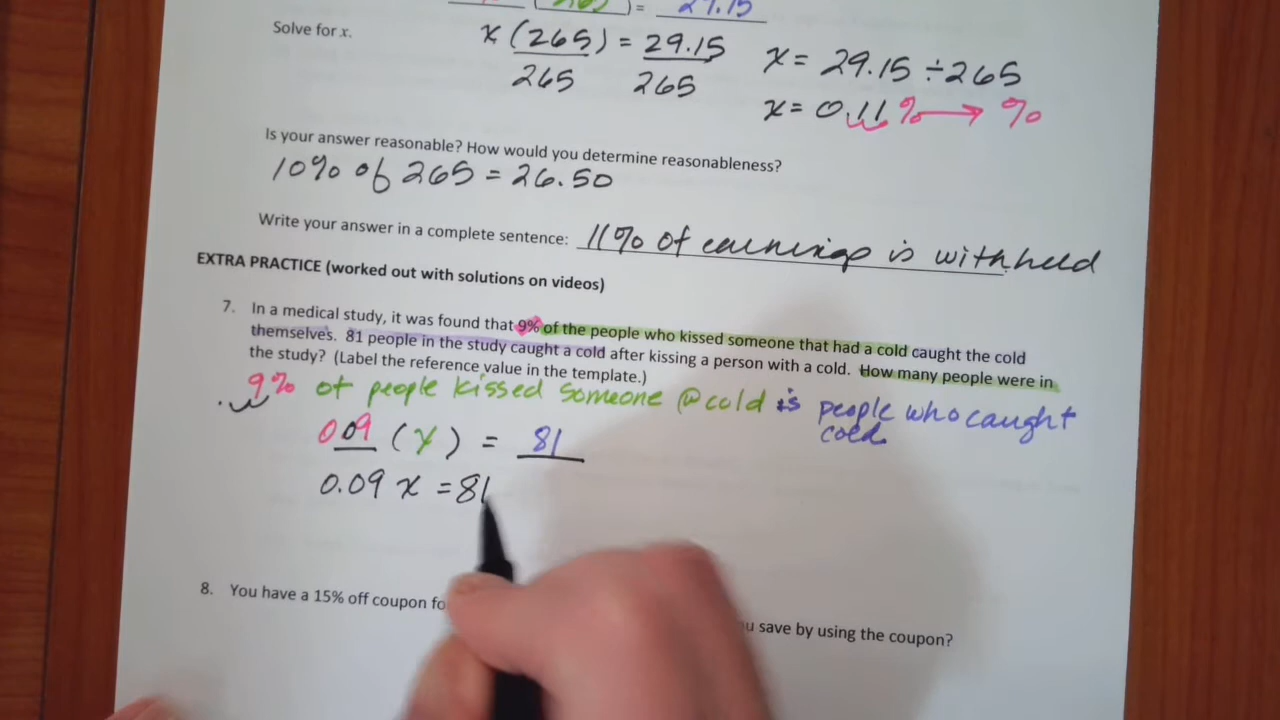 29.15
Solve for x.
x (265) = 29.15
265 265
x = 29.15 ÷ 265
x = 0.11 % → %
Is your answer reasonable? How would you determine reasonableness?
10% of 265 = 26.50
Write your answer in a complete sentence: 11% of earnings is withheld
EXTRA PRACTICE (worked out with solutions on videos)
7. In a medical study, it was found that 9% of the people who kissed someone that had a cold caught the cold
themselves. 81 people in the study caught a cold after kissing a person with a cold. How many people were in
the study? (Label the reference value in the template.)
9% of people kissed someone @ cold is people who caught
cold
0.09 (x) = 81
0.09 x = 81
8. You have a 15% off coupon fo
u save by using the coupon?